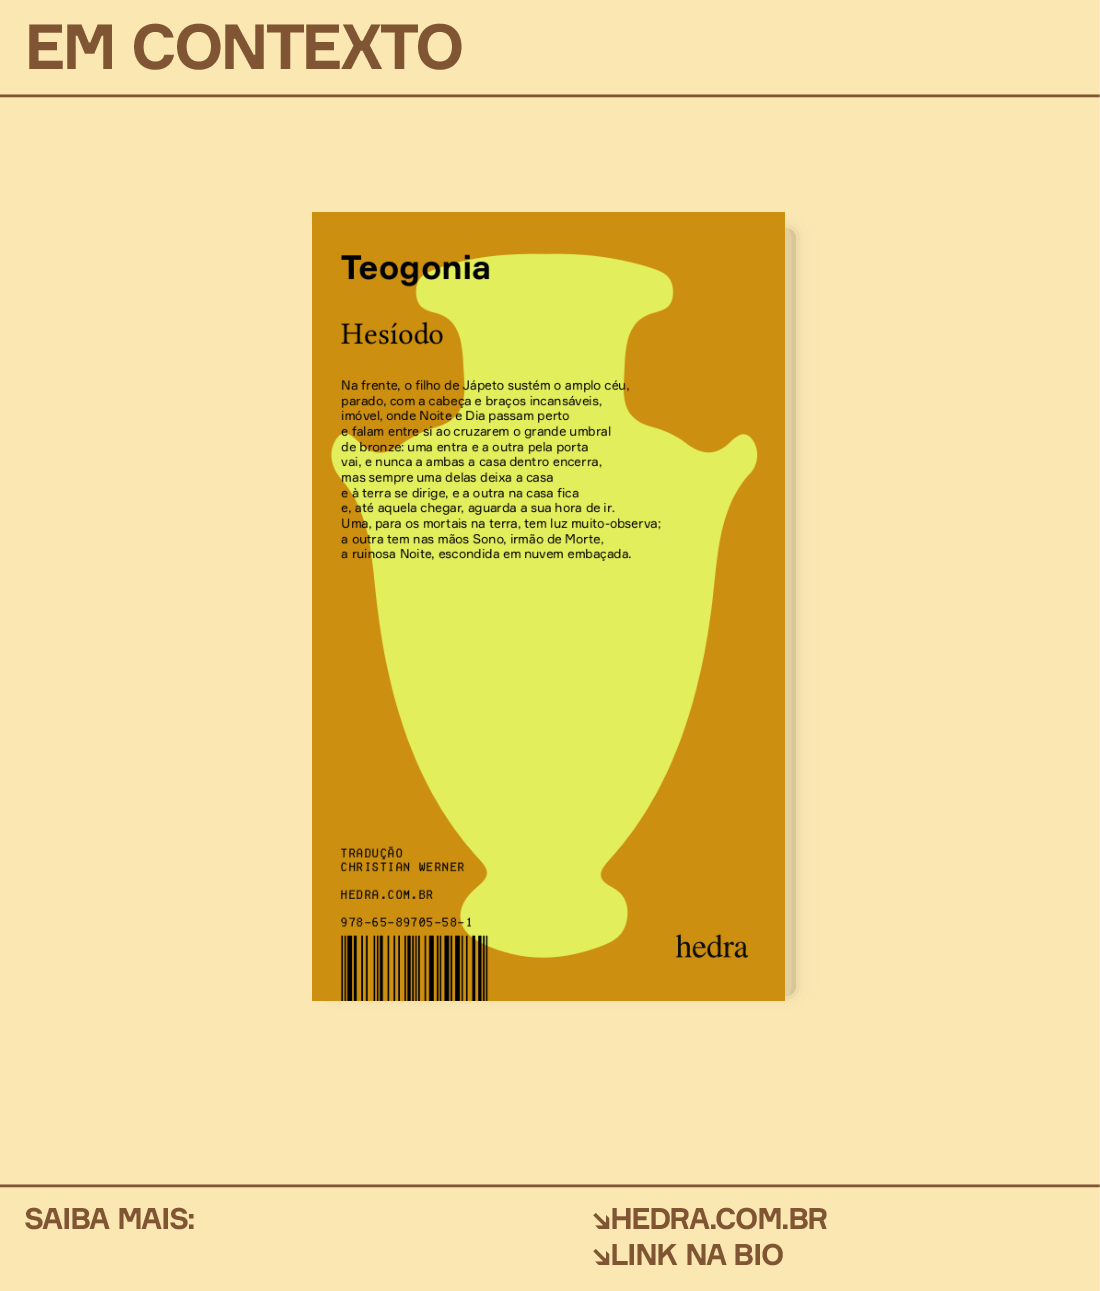 EM CONTEXTO
Teogonia
Hesíodo
Na frente, o filho de Jápeto sustém o amplo céu,
parado, com a cabeça e braços incansáveis,
imóvel, onde Noite e Dia passam perto
e falam entre si ao cruzarem o grande umbral
de bronze: uma entra e a outra pela porta
vai, e nunca a ambas a casa dentro encerra,
mas sempre uma delas deixa a casa
e à terra se dirige, e a outra na casa fica
e, até aquela chegar, aguarda a sua hora de ir.
Uma, para os mortais na terra, tem luz muito-observa;
a outra tem nas mãos Sono, irmão de Morte,
a ruinosa Noite, escondida em nuvem embaçada.
TRADUÇÃO
CHRISTIAN WERNER
HEDRA.COM.BR
978-65-89705-58-1
hedra
SAIBA MAIS:
↘HEDRA.COM.BR
↘LINK NA BIO